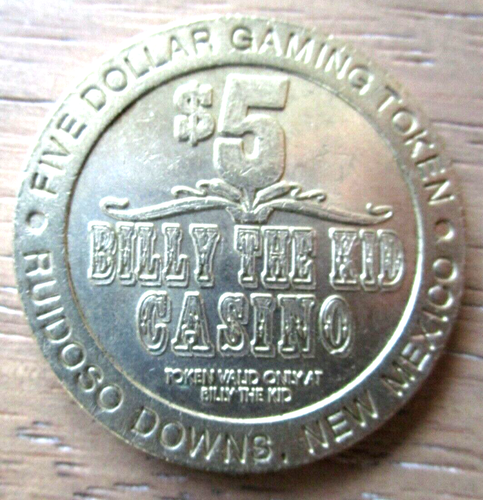 FIVE DOLLAR GAMING TOKEN
$5
BILLY THE KID
CASINO
TOKEN VALID ONLY AT
BILLY THE KID
RUIDOSO DOWNS, NEW MEXICO